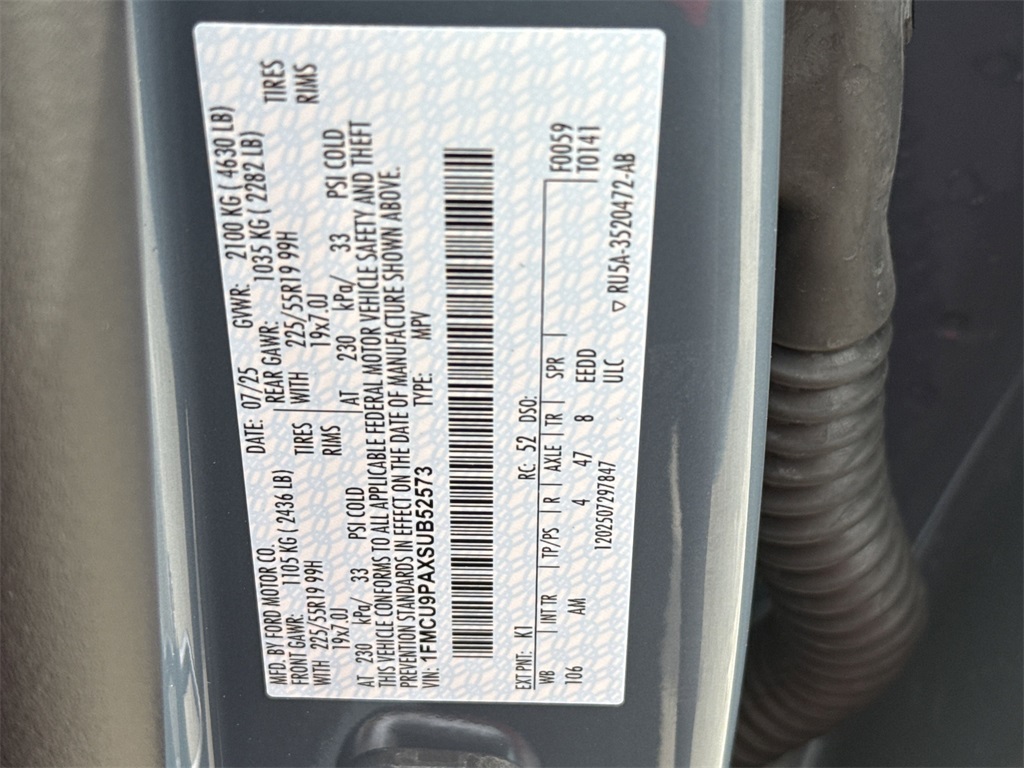 MFD. BY FORD MOTOR CO. DATE: 07/25 GVWR: 2100 KG ( 4630 LB)
FRONT GAWR: 1105 KG ( 2436 LB) REAR GAWR: 1035 KG ( 2282 LB)
WITH 225/55R19 99H TIRES WITH 225/55R19 99H TIRES
19x7.0J RIMS 19x7.0J RIMS
AT 230 kPa/ 33 PSI COLD AT 230 kPa/ 33 PSI COLD
THIS VEHICLE CONFORMS TO ALL APPLICABLE FEDERAL MOTOR VEHICLE SAFETY AND THEFT
PREVENTION STANDARDS IN EFFECT ON THE DATE OF MANUFACTURE SHOWN ABOVE.
VIN: 1FMCU9PAXSUB52573 TYPE: MPV
EXT PNT: K1 RC: 52 DSO: F0059
WB INT TR TP/PS R AXLE TR SPR T0141
106 AM 4 47 8 EEDD
120250729​7847 ULC
▽ RU5A-3520472-AB